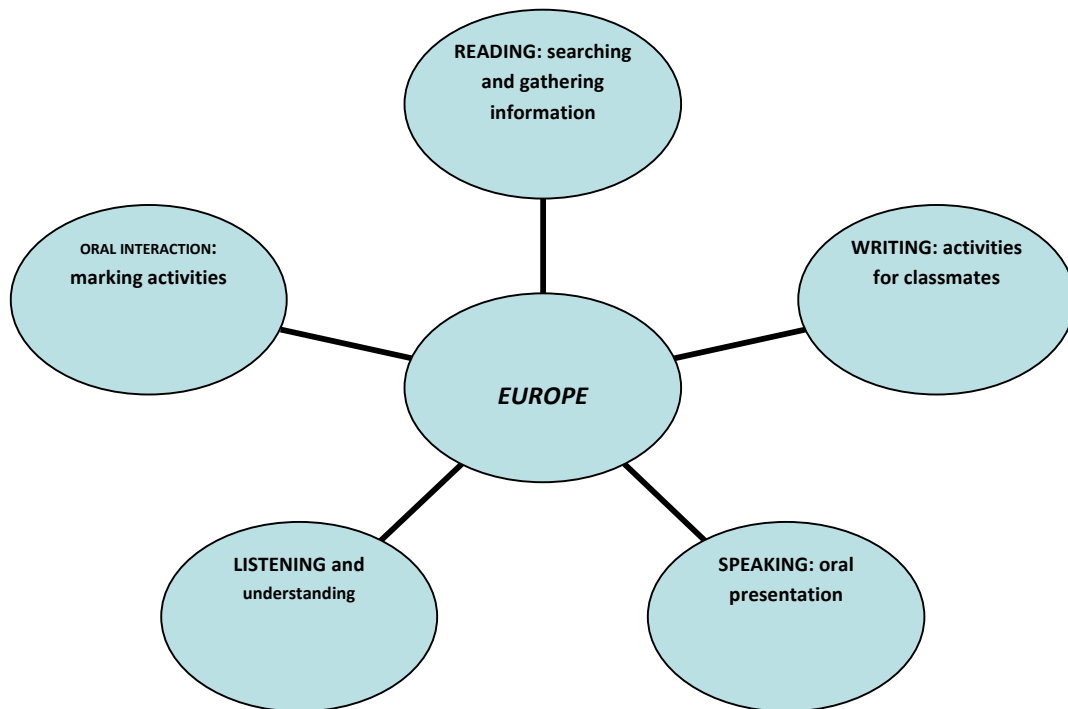 READING: searching
and gathering
information
ORAL INTERACTION:
marking activities
WRITING: activities
for classmates
EUROPE
LISTENING and
understanding
SPEAKING: oral
presentation